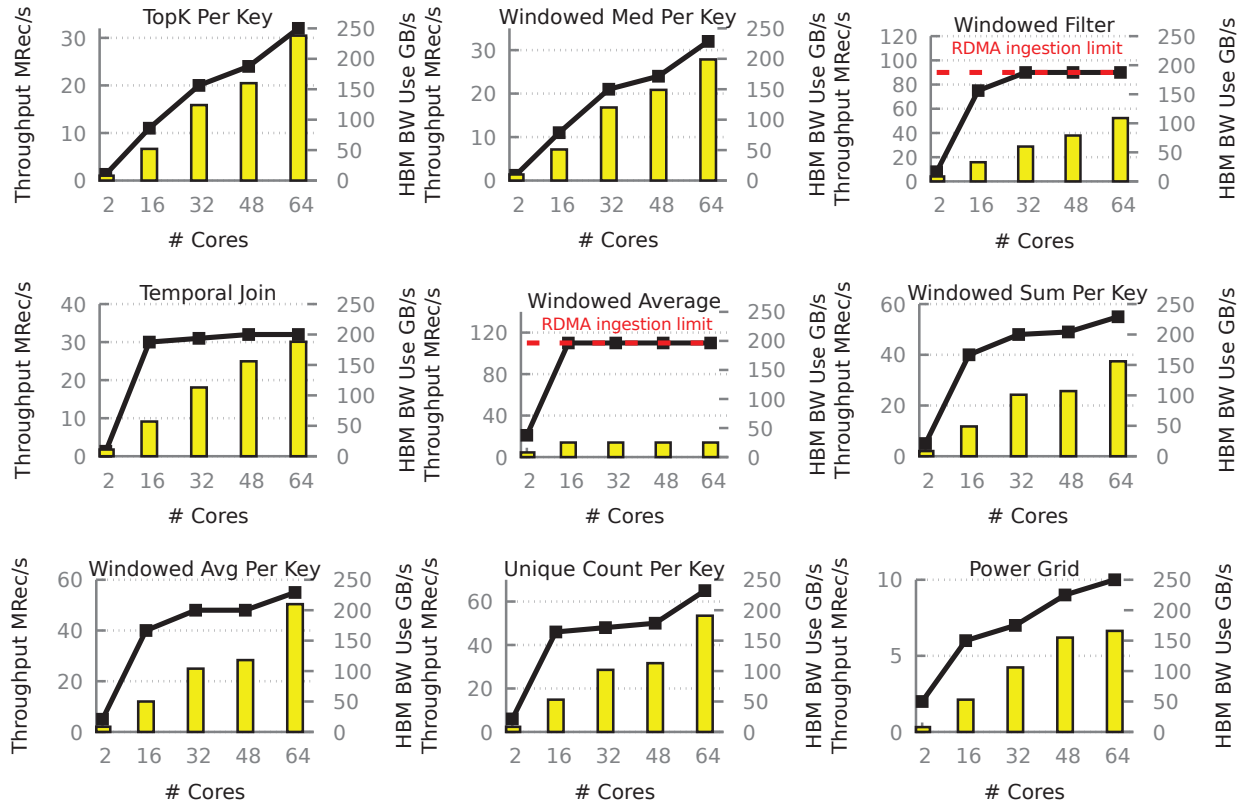 TopK Per Key
Throughput MRec/s
30
20
10
0
250
200
150
100
50
0
HBM BW Use GB/s
2 16 32 48 64
# Cores
Windowed Med Per Key
Throughput MRec/s
30
20
10
0
250
200
150
100
50
0
HBM BW Use GB/s
2 16 32 48 64
# Cores
Windowed Filter
RDMA ingestion limit
Throughput MRec/s
120
100
80
60
40
20
0
250
200
150
100
50
0
HBM BW Use GB/s
2 16 32 48 64
# Cores
Temporal Join
Throughput MRec/s
40
30
20
10
0
250
200
150
100
50
0
HBM BW Use GB/s
2 16 32 48 64
# Cores
Windowed Average
RDMA ingestion limit
Throughput MRec/s
120
80
40
0
250
200
150
100
50
0
HBM BW Use GB/s
2 16 32 48 64
# Cores
Windowed Sum Per Key
Throughput MRec/s
60
40
20
0
250
200
150
100
50
0
HBM BW Use GB/s
2 16 32 48 64
# Cores
Windowed Avg Per Key
Throughput MRec/s
60
40
20
0
250
200
150
100
50
0
HBM BW Use GB/s
2 16 32 48 64
# Cores
Unique Count Per Key
Throughput MRec/s
60
40
20
0
250
200
150
100
50
0
HBM BW Use GB/s
2 16 32 48 64
# Cores
Power Grid
Throughput MRec/s
10
5
0
250
200
150
100
50
0
HBM BW Use GB/s
2 16 32 48 64
# Cores